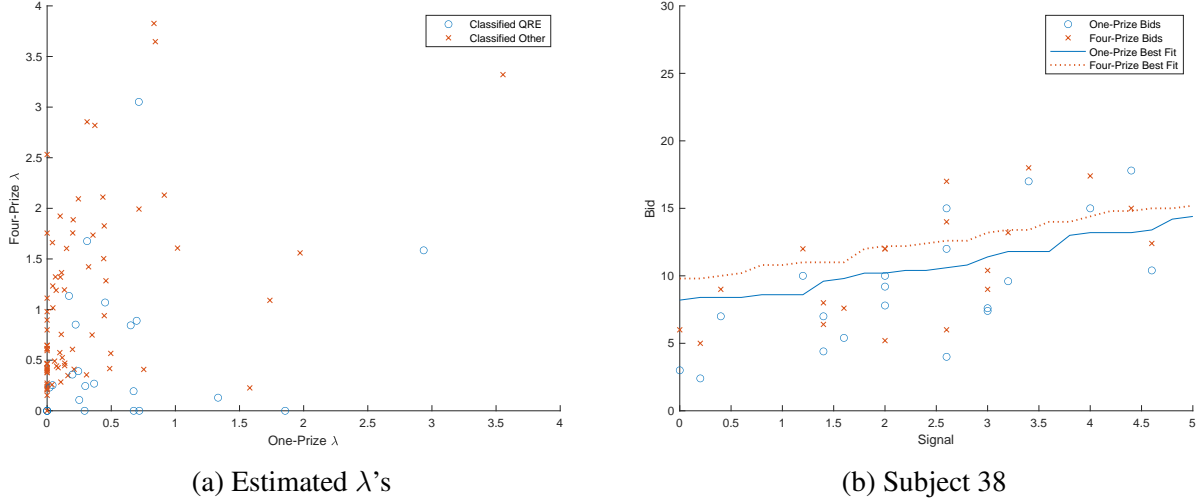 4
3.5
3
2.5
2
1.5
1
0.5
0
Four-Prize λ
0 0.5 1 1.5 2 2.5 3 3.5 4
One-Prize λ
Classified QRE
Classified Other
(a) Estimated λ's
30
25
20
15
10
5
0
Bid
0 0.5 1 1.5 2 2.5 3 3.5 4 4.5 5
Signal
One-Prize Bids
Four-Prize Bids
One-Prize Best Fit
Four-Prize Best Fit
(b) Subject 38